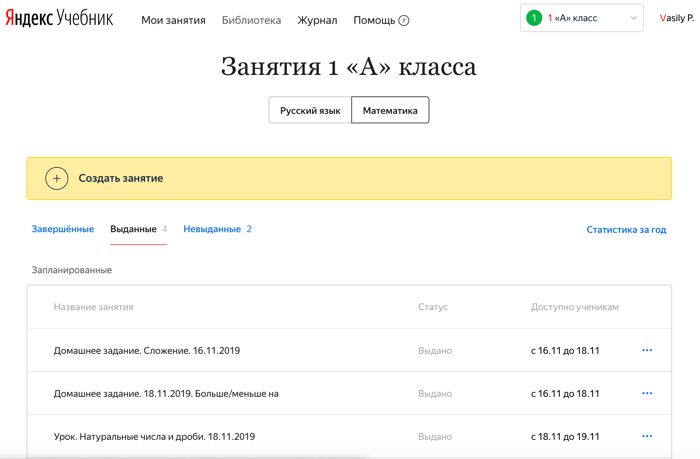 Яндекс Учебник Мои занятия Библиотека Журнал Помощь ? 1 1 «А» класс Vasily P.
Занятия 1 «А» класса
Русский язык Математика
Создать занятие
Завершённые Выданные 4 Невыданные 2 Статистика за год
Запланированные
Название занятия Статус Доступно ученикам
Домашнее задание. Сложение. 16.11.2019 Выдано с 16.11 до 18.11
Домашнее задание. 18.11.2019. Больше/меньше на Выдано с 16.11 до 18.11
Урок. Натуральные числа и дроби. 18.11.2019 Выдано с 18.11 до 19.11